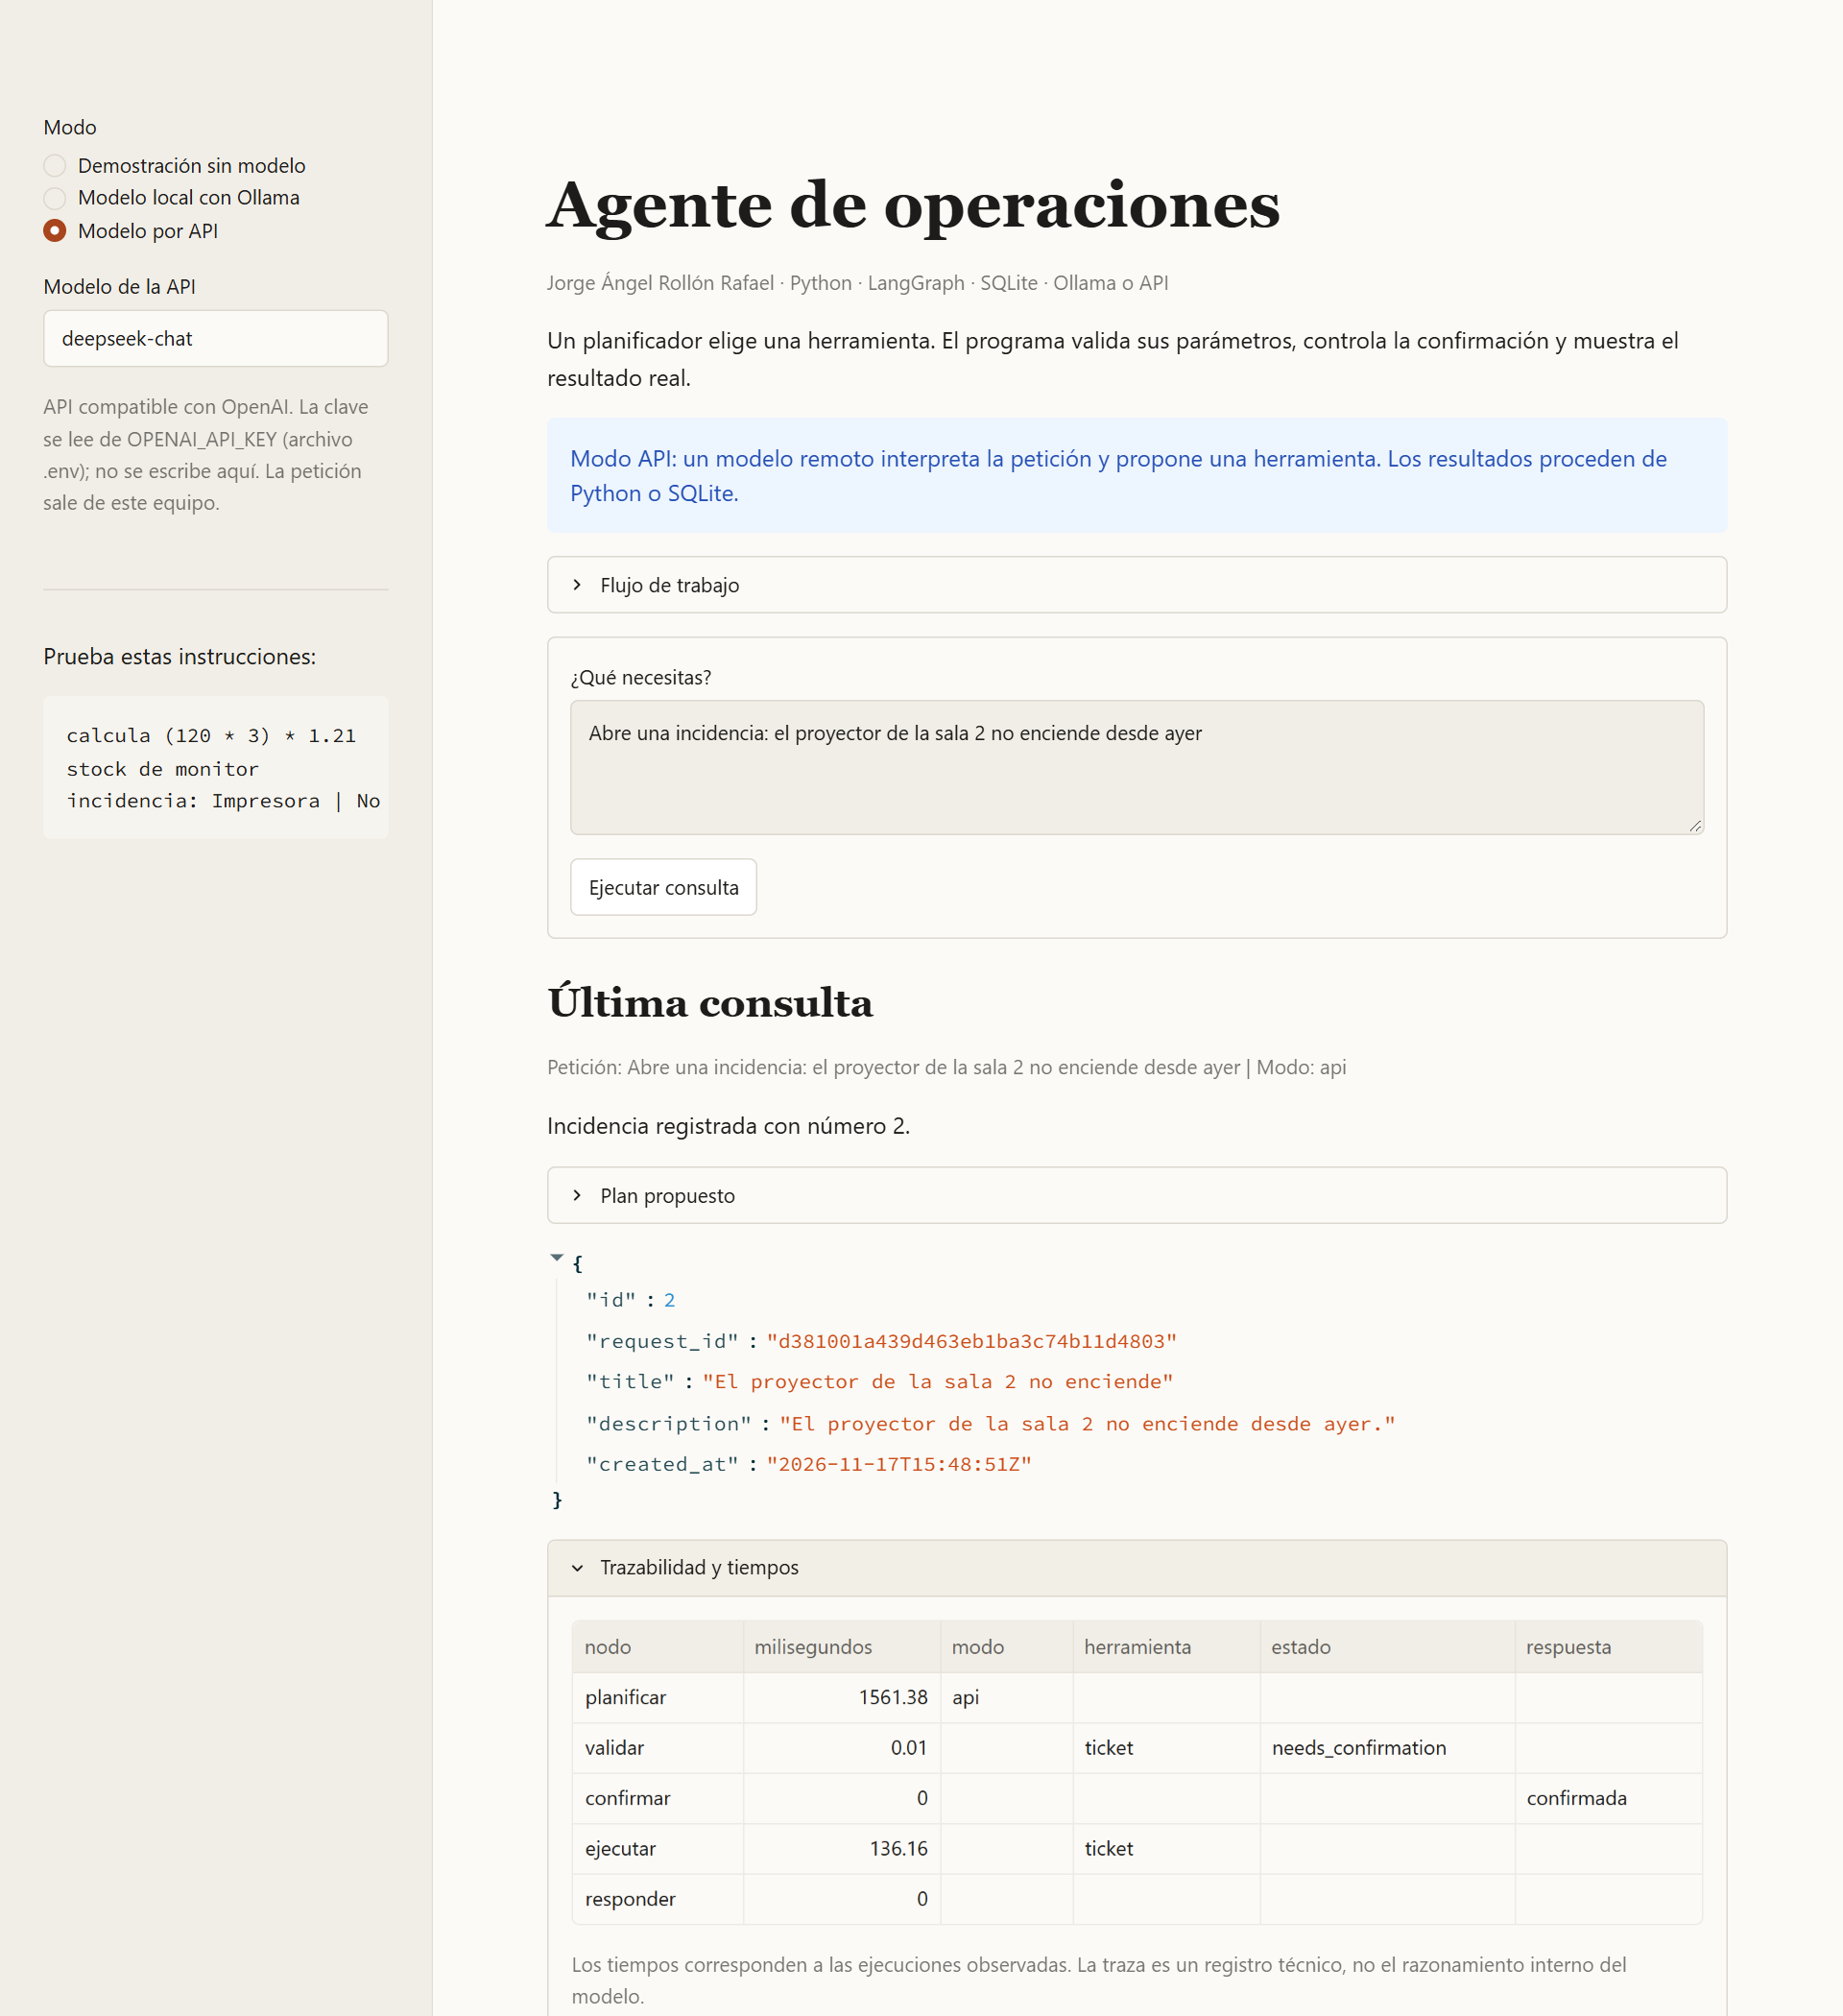 Modo
Demostración sin modelo
Modelo local con Ollama
Modelo por API
Modelo de la API
deepseek-chat
API compatible con OpenAI. La clave
se lee de OPENAI_API_KEY (archivo
.env); no se escribe aquí. La petición
sale de este equipo.
Prueba estas instrucciones:
calcula (120 * 3) * 1.21
stock de monitor
incidencia: Impresora | No
Agente de operaciones
Jorge Ángel Rollón Rafael · Python · LangGraph · SQLite · Ollama o API
Un planificador elige una herramienta. El programa valida sus parámetros, controla la confirmación y muestra el
resultado real.
Modo API: un modelo remoto interpreta la petición y propone una herramienta. Los resultados proceden de
Python o SQLite.
Flujo de trabajo
¿Qué necesitas?
Abre una incidencia: el proyector de la sala 2 no enciende desde ayer
Ejecutar consulta
Última consulta
Petición: Abre una incidencia: el proyector de la sala 2 no enciende desde ayer | Modo: api
Incidencia registrada con número 2.
Plan propuesto
{
"id" : 2
"request_id" : "d381001a439d463eb1ba3c74b11d4803"
"title" : "El proyector de la sala 2 no enciende"
"description" : "El proyector de la sala 2 no enciende desde ayer."
"created_at" : "2026-11-17T15:48:51Z"
}
Trazabilidad y tiempos
nodo milisegundos modo herramienta estado respuesta
planificar 1561.38 api
validar 0.01 ticket needs_confirmation
confirmar 0 confirmada
ejecutar 136.16 ticket
responder 0
Los tiempos corresponden a las ejecuciones observadas. La traza es un registro técnico, no el razonamiento interno del
modelo.